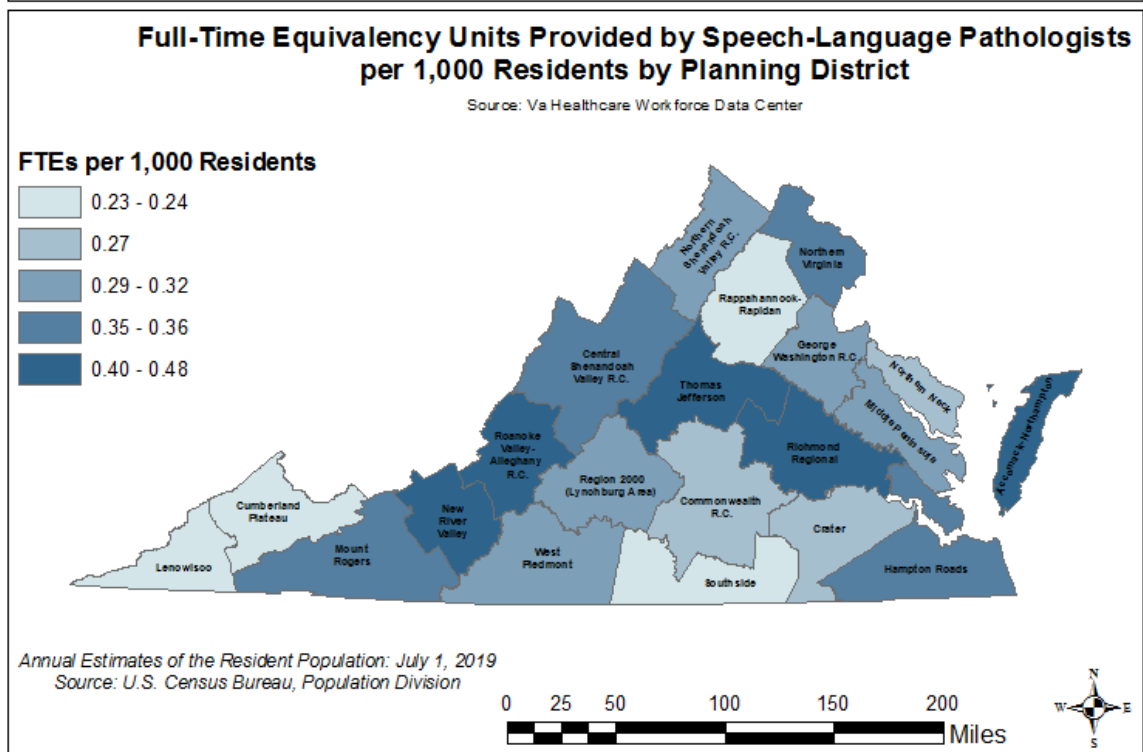 Full-Time Equivalency Units Provided by Speech-Language Pathologists
per 1,000 Residents by Planning District
Source: Va Healthcare Workforce Data Center
FTEs per 1,000 Residents
0.23 - 0.24
0.27
0.29 - 0.32
0.35 - 0.36
0.40 - 0.48
Northern
Shenandoah
Valley R.C.
Northern
Virginia
Rappahannock-
Rapidan
George
Washington R.C.
Central
Shenandoah
Valley R.C.
Northern Neck
Thomas
Jefferson
Middle Peninsula
Accomack-Northampton
Roanoke
Valley-
Alleghany
R.C.
Richmond
Regional
Region 2000
(Lynchburg Area)
Commonwealth
R.C.
Cumberland
Plateau
New
River
Valley
Crater
Mount
Rogers
West
Piedmont
Lenowisco
Southside
Hampton Roads
Annual Estimates of the Resident Population: July 1, 2019
Source: U.S. Census Bureau, Population Division
0 25 50 100 150 200
Miles
N
W E
S